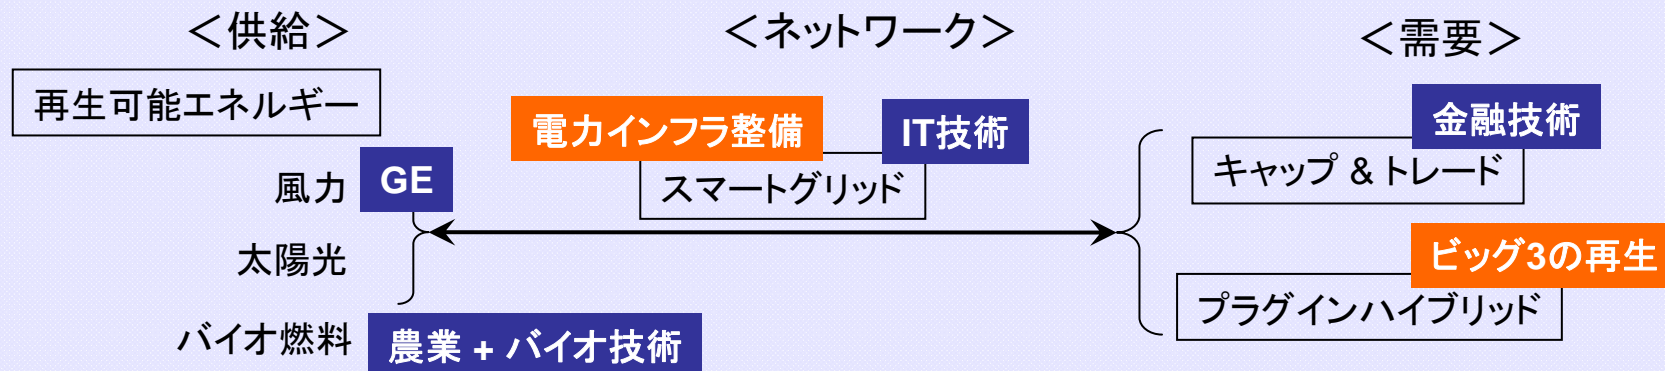 ＜供給＞
＜ネットワーク＞
＜需要＞
再生可能エネルギー
電力インフラ整備
IT技術
金融技術
スマートグリッド
キャップ & トレード
風力
GE
太陽光
ビッグ3の再生
プラグインハイブリッド
バイオ燃料
農業 + バイオ技術